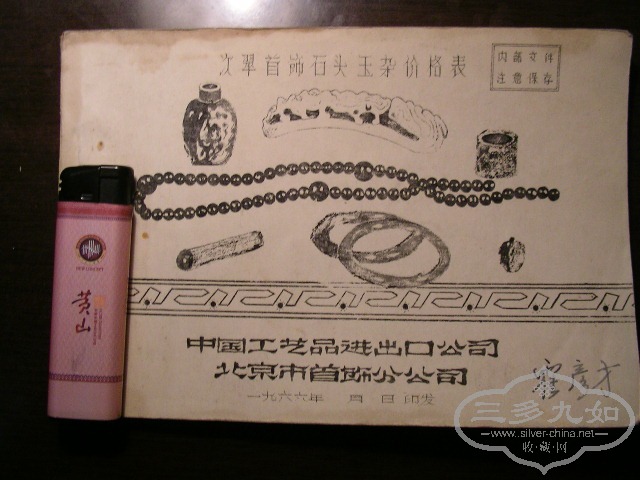 次翠首饰石头玉杂价格表
内部文件
注意保存
中国工艺品进出口公司
北京市首饰分公司
一九六六年 月 日印发
黄山
三多九如
www.silver-china.net
收·藏·网